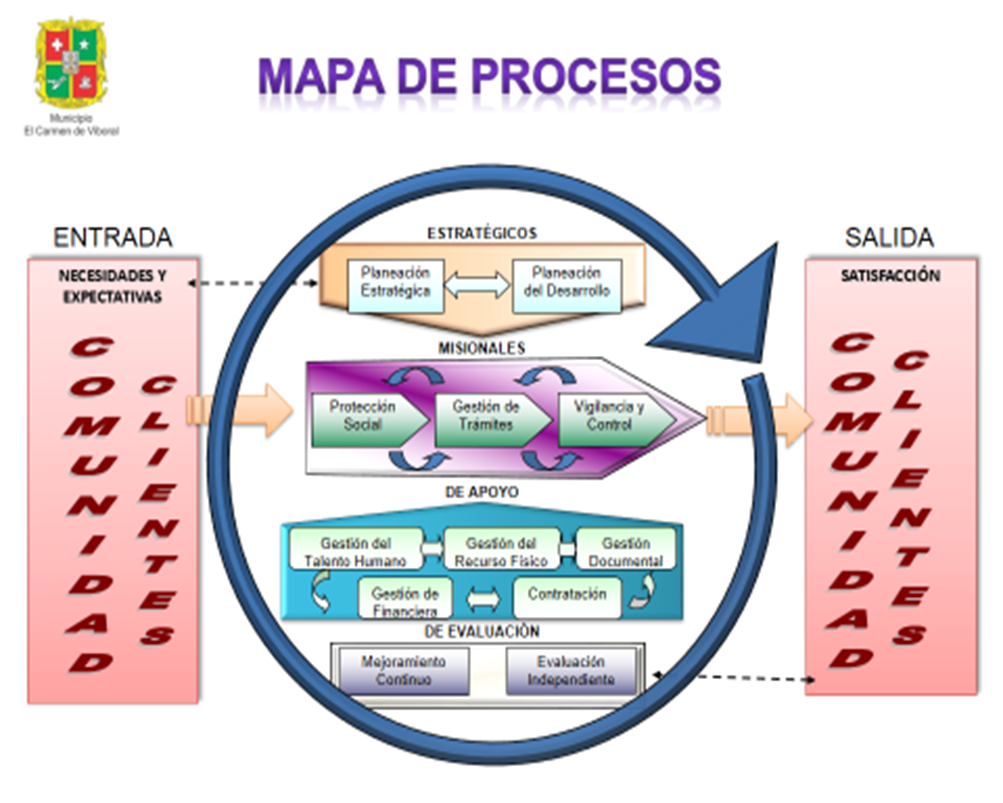 Municipio
El Carmen de Viboral
MAPA DE PROCESOS
ENTRADA
NECESIDADES Y
EXPECTATIVAS
COMUNIDAD
CLIENTES
ESTRATÉGICOS
Planeación
Estratégica
Planeación
del Desarrollo
MISIONALES
Protección
Social
Gestión de
Trámites
Vigilancia y
Control
DE APOYO
Gestión del
Talento Humano
Gestión del
Recurso Físico
Gestión
Documental
Gestión de
Financiera
Contratación
DE EVALUACIÒN
Mejoramiento
Continuo
Evaluación
Independiente
SALIDA
SATISFACCIÓN
COMUNIDAD
CLIENTES